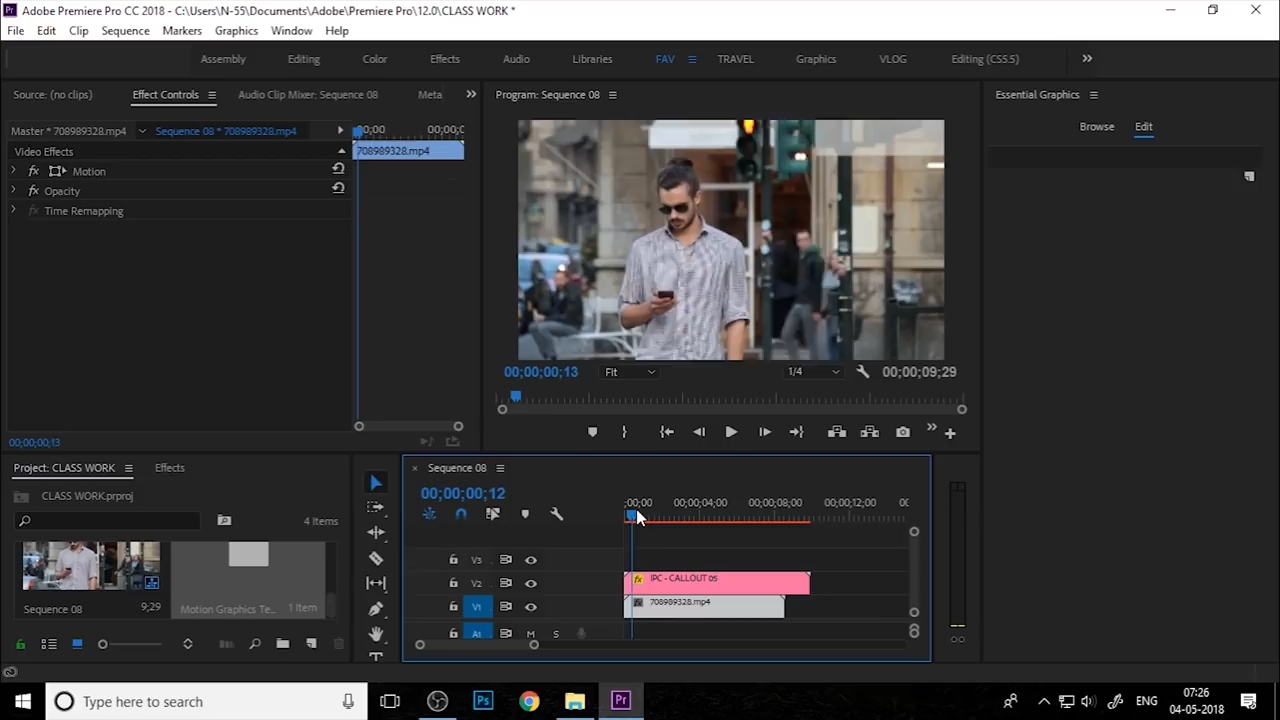 Adobe Premiere Pro CC 2018 - C:\Users\N-55\Documents\Adobe\Premiere Pro\12.0\CLASS WORK *
File Edit Clip Sequence Markers Graphics Window Help
Assembly Editing Color Effects Audio Libraries FAV TRAVEL Graphics VLOG Editing (CS5.5)
Source: (no clips) Effect Controls Audio Clip Mixer: Sequence 08 Meta
Program: Sequence 08
Essential Graphics
Master * 708989328.mp4 Sequence 08 * 708989328.mp4
;00;00 00;00;0
Browse Edit
Video Effects
708989328.mp4
fx Motion
fx Opacity
fx Time Remapping
00;00;00;13 Fit 1/4 00;00;09;29
00;00;00;13
Project: CLASS WORK Effects
CLASS WORK.prproj
4 Items
Sequence 08 9;29
Motion Graphics Te... 1 Item
Sequence 08
00;00;00;12
;00;00 00;00;04;00 00;00;08;00 00;00;12;00 00
V3
V2 fx IPC - CALLOUT 05
V1 fx 708989328.mp4
A1 M S
Type here to search
Ps Pr
ENG
07:26
04-05-2018